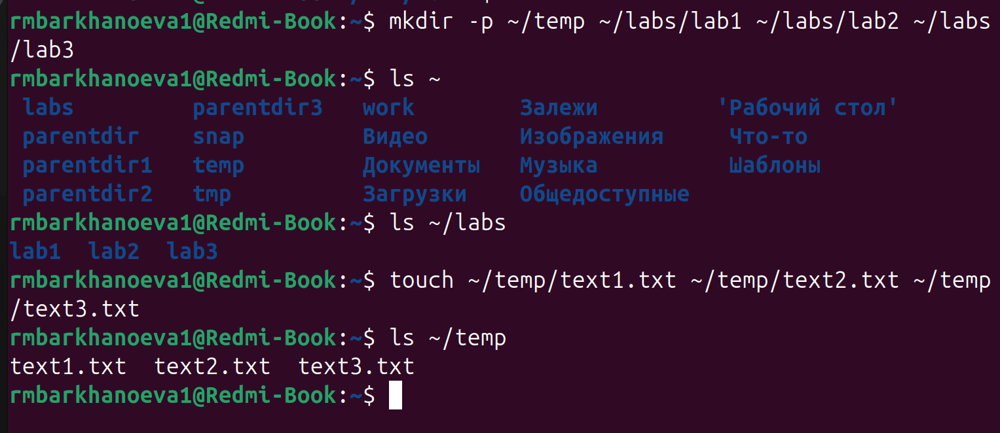 rmbarkhanoeva1@Redmi-Book:~$ mkdir -p ~/temp ~/labs/lab1 ~/labs/lab2 ~/labs
/lab3
rmbarkhanoeva1@Redmi-Book:~$ ls ~
labs parentdir3 work Залежи 'Рабочий стол'
parentdir snap Видео Изображения Что-то
parentdir1 temp Документы Музыка Шаблоны
parentdir2 tmp Загрузки Общедоступные
rmbarkhanoeva1@Redmi-Book:~$ ls ~/labs
lab1 lab2 lab3
rmbarkhanoeva1@Redmi-Book:~$ touch ~/temp/text1.txt ~/temp/text2.txt ~/temp
/text3.txt
rmbarkhanoeva1@Redmi-Book:~$ ls ~/temp
text1.txt text2.txt text3.txt
rmbarkhanoeva1@Redmi-Book:~$